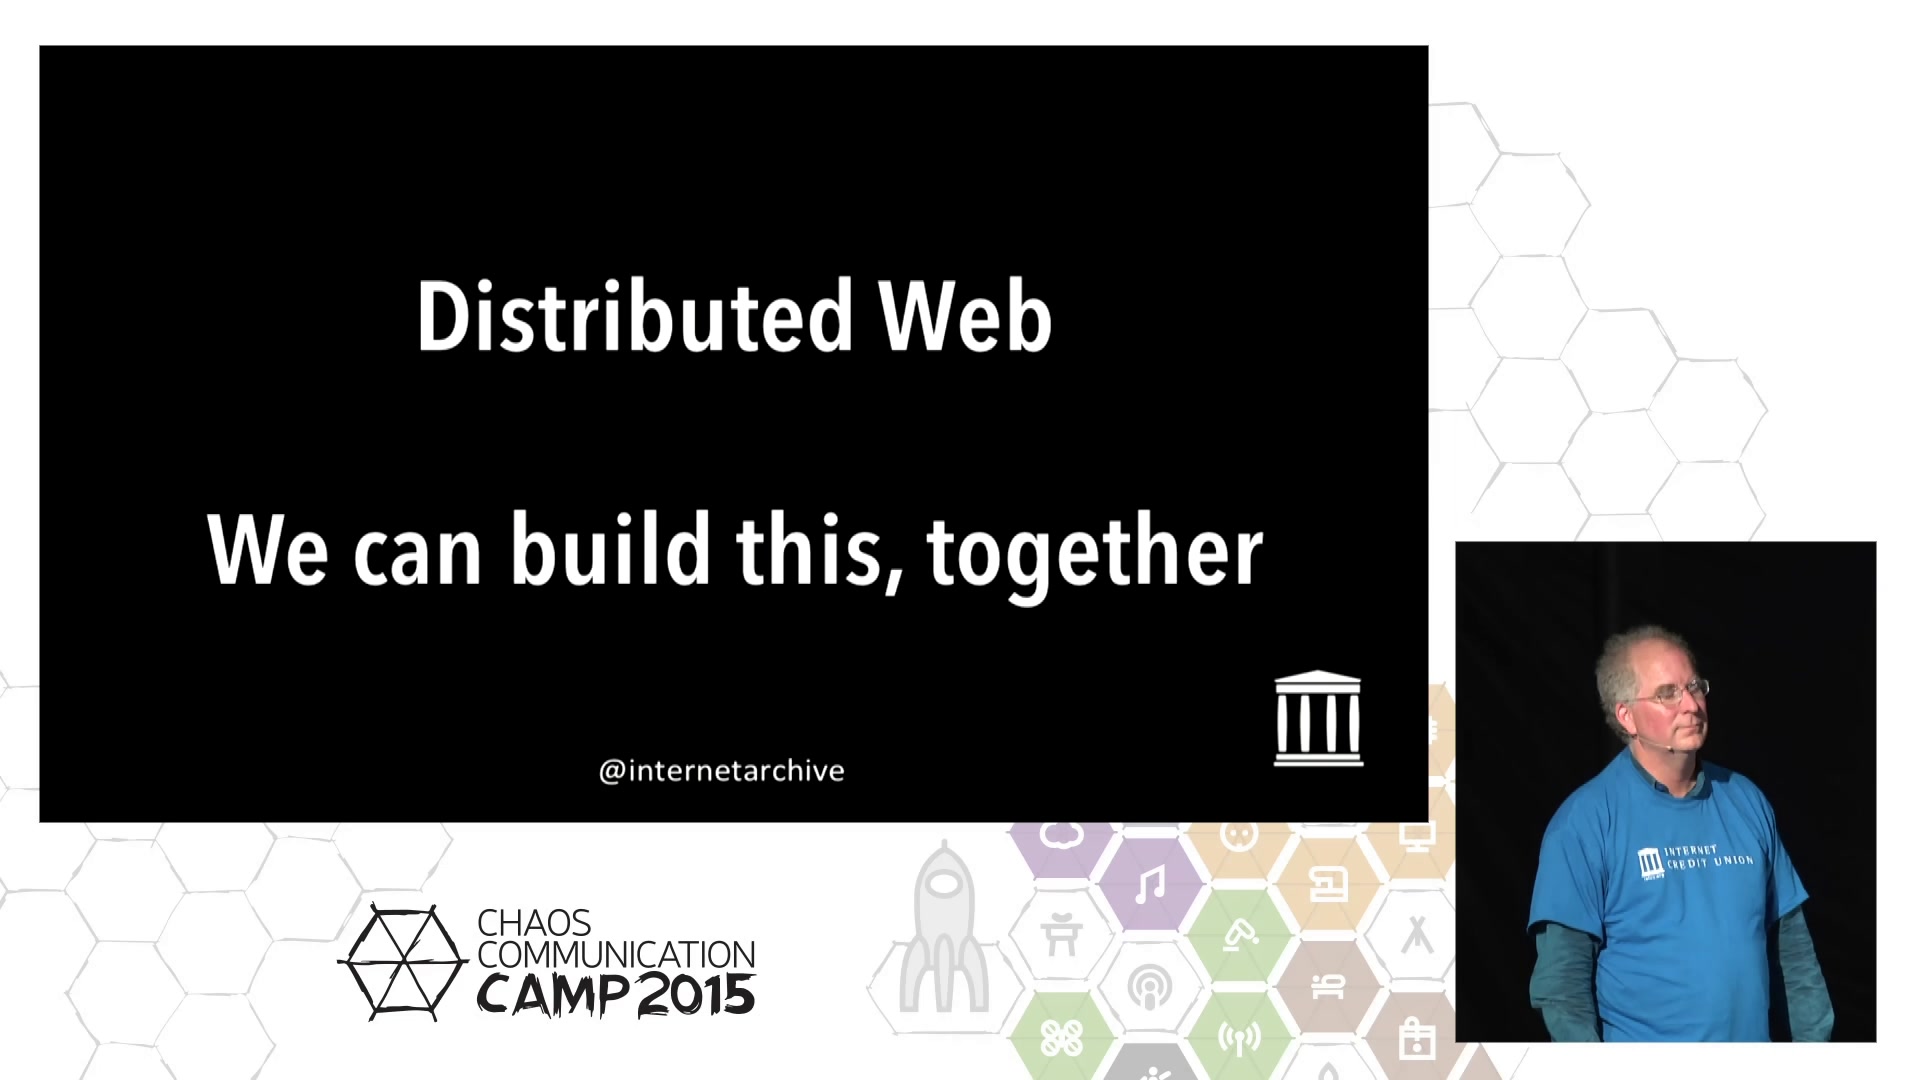 Distributed Web
We can build this, together
@internetarchive
CHAOS
COMMUNICATION
CAMP 2015
INTERNET
CREDIT UNION